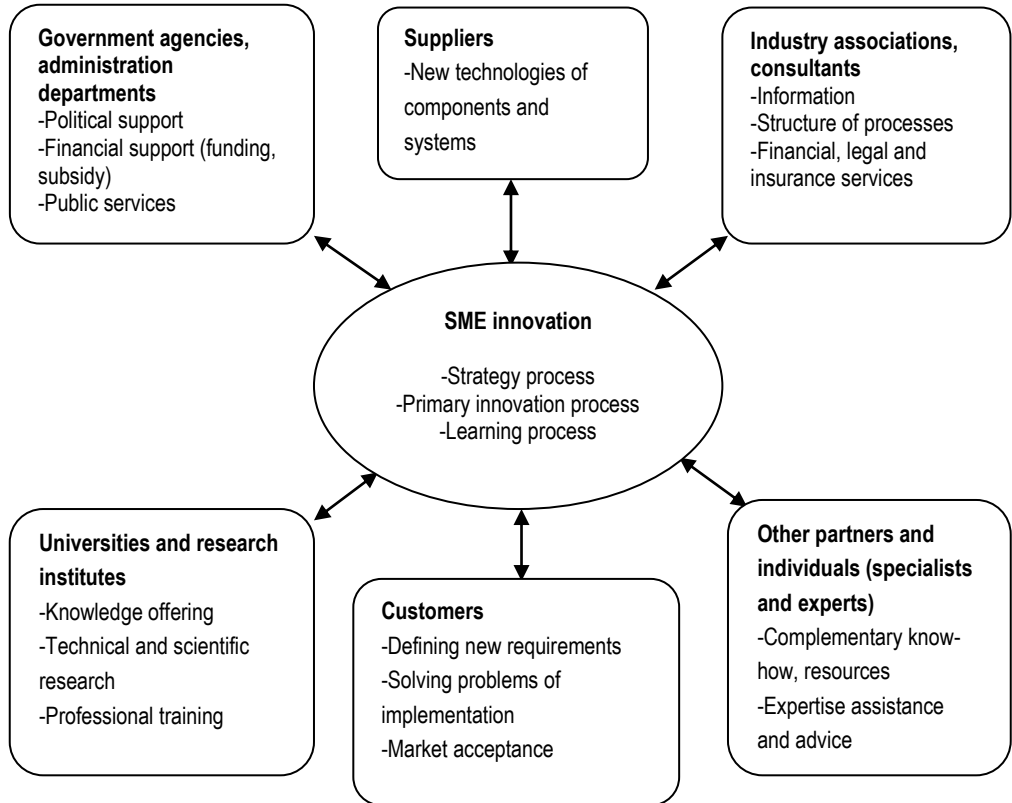 Government agencies,
administration
departments
-Political support
-Financial support (funding,
subsidy)
-Public services
Suppliers
-New technologies of
components and
systems
Industry associations,
consultants
-Information
-Structure of processes
-Financial, legal and
insurance services
SME innovation
-Strategy process
-Primary innovation process
-Learning process
Universities and research
institutes
-Knowledge offering
-Technical and scientific
research
-Professional training
Customers
-Defining new requirements
-Solving problems of
implementation
-Market acceptance
Other partners and
individuals (specialists
and experts)
-Complementary know-
how, resources
-Expertise assistance
and advice